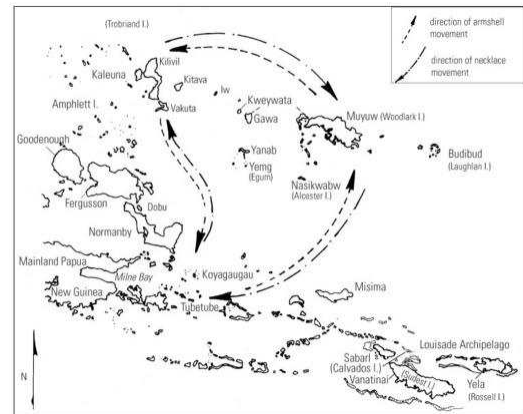 (Trobriand I.)
direction of armshell
movement
direction of necklace
movement
Kilivil
Kaleuna
Kitava
Iw
Amphlett I.
Vakuta
Kweywata
Gawa
Muyuw (Woodlark I.)
Goodenough
Yanab
Yemg
(Egum)
Budibud
(Laughlan I.)
Nasikwabw
(Alcester I.)
Fergusson
Dobu
Normanby
Mainland Papua
Milne Bay
Koyagaugau
New Guinea
Tubetube
Misima
Louisade Archipelago
Sabarl
(Calvados I.)
Vanatinai
(Sudest I.)
Yela
(Rossell I.)
N